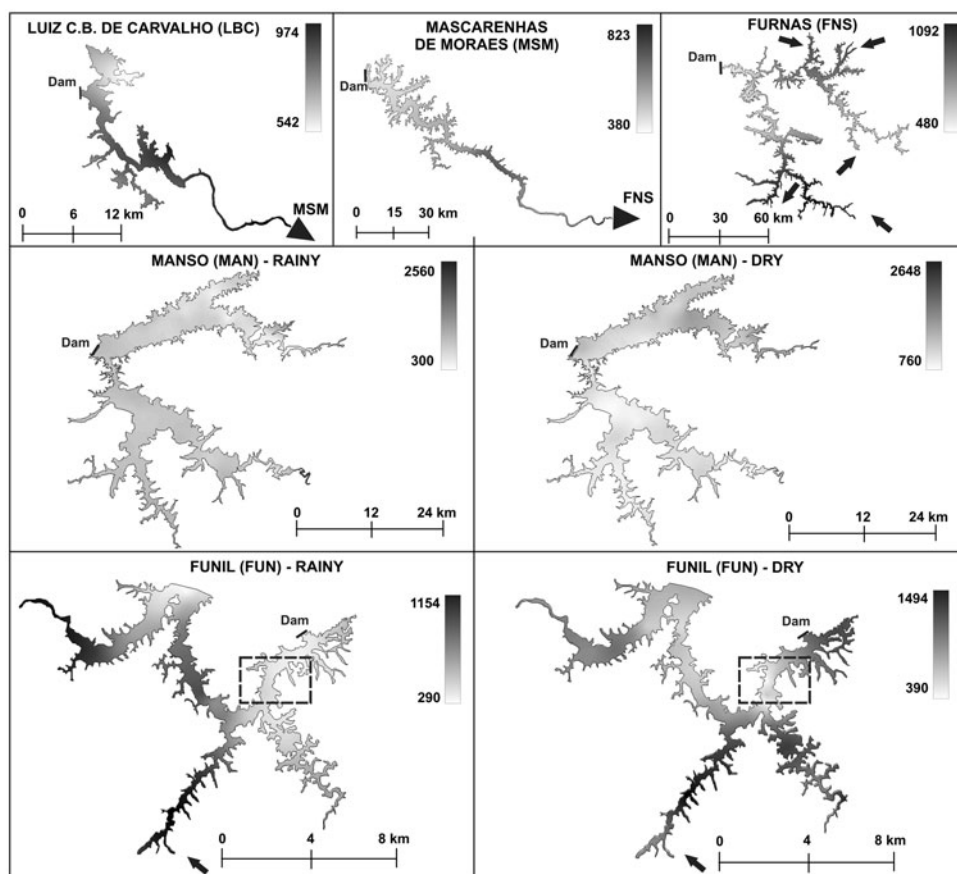 LUIZ C.B. DE CARVALHO (LBC)
974
Dam
542
0 6 12 km
MSM
MASCARENHAS
DE MORAES (MSM)
823
Dam
380
0 15 30 km
FNS
FURNAS (FNS)
1092
Dam
480
0 30 60 km
MANSO (MAN) - RAINY
2560
Dam
300
0 12 24 km
MANSO (MAN) - DRY
2648
Dam
760
0 12 24 km
FUNIL (FUN) - RAINY
1154
Dam
290
0 4 8 km
FUNIL (FUN) - DRY
1494
Dam
390
0 4 8 km